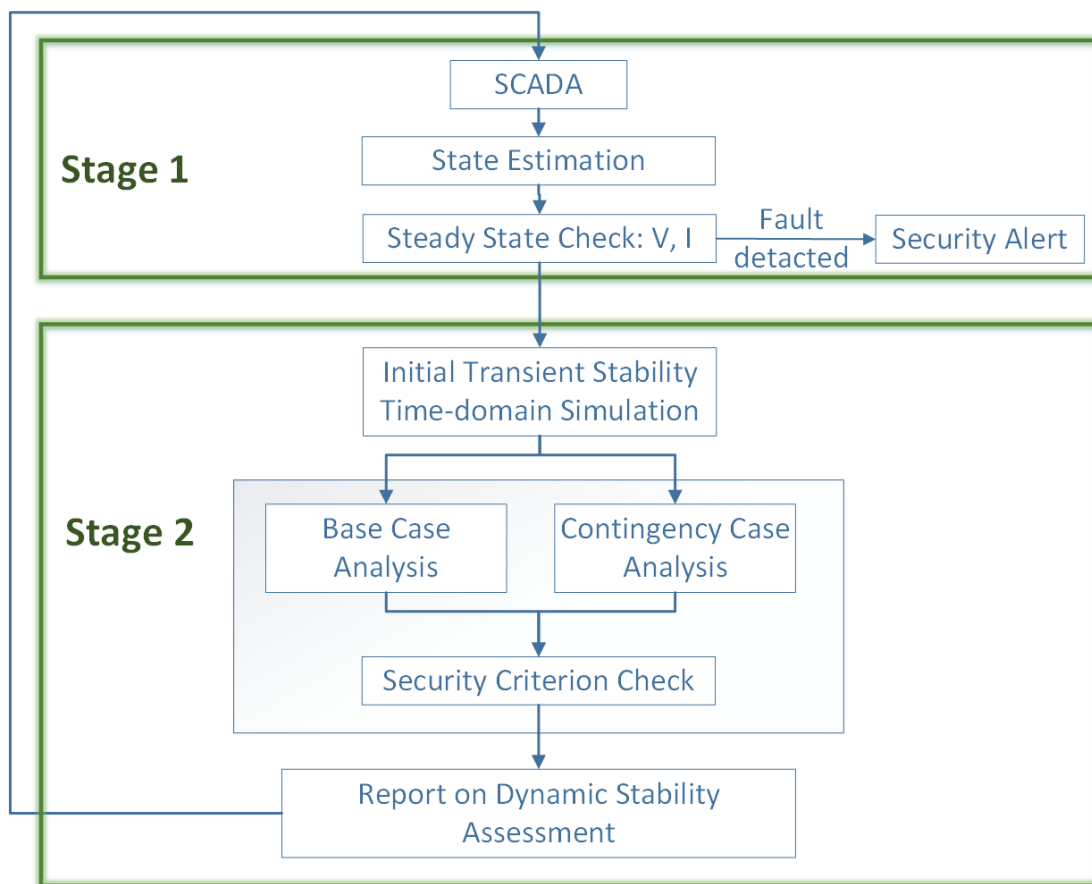 SCADA
Stage 1
State Estimation
Steady State Check: V, I
Fault
detacted
Security Alert
Initial Transient Stability
Time-domain Simulation
Stage 2
Base Case
Analysis
Contingency Case
Analysis
Security Criterion Check
Report on Dynamic Stability
Assessment